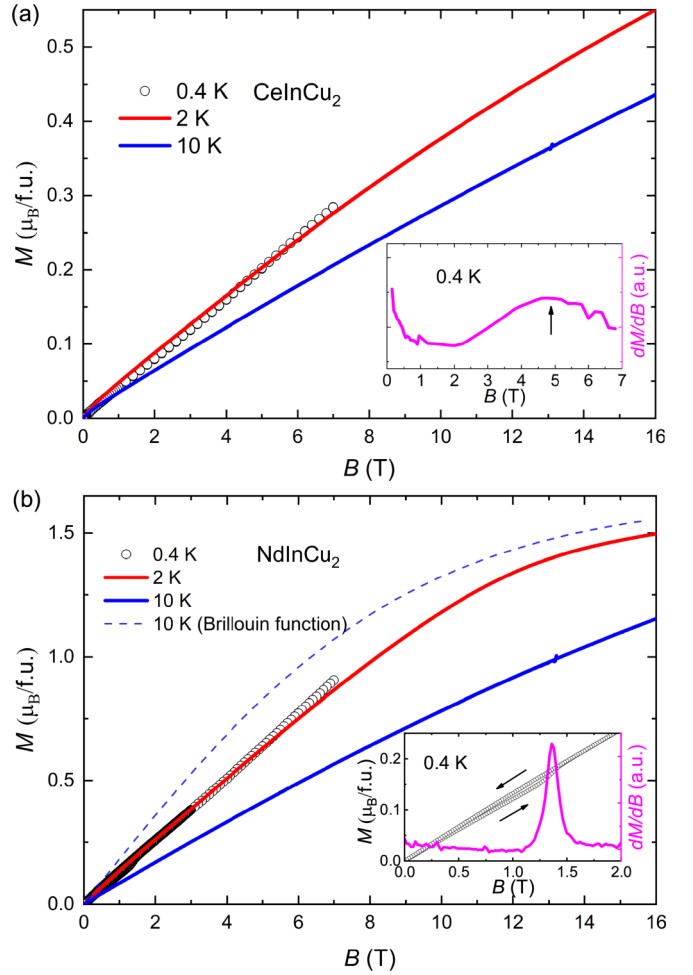 (a)
0.4 K CeInCu₂
2 K
10 K
M (μB/f.u.)
0.5
0.4
0.3
0.2
0.1
0.0
0 2 4 6 8 10 12 14 16
B (T)
0.4 K
dM/dB (a.u.)
0 1 2 3 4 5 6 7
B (T)
(b)
0.4 K NdInCu₂
2 K
10 K
10 K (Brillouin function)
M (μB/f.u.)
1.5
1.0
0.5
0.0
0 2 4 6 8 10 12 14 16
B (T)
0.4 K
M (μB/f.u.)
0.2
0.1
0.0
dM/dB (a.u.)
0.0 0.5 1.0 1.5 2.0
B (T)